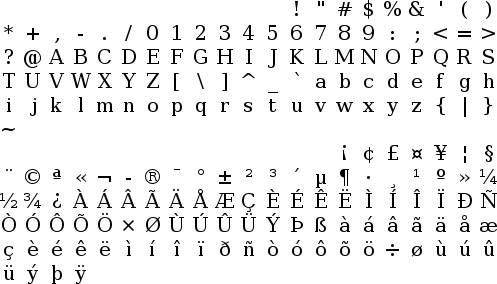 ! " # $ % & ' ( )
* + , - . / 0 1 2 3 4 5 6 7 8 9 : ; < = >
? @ A B C D E F G H I J K L M N O P Q R S
T U V W X Y Z [ \ ] ^ _ ` a b c d e f g h
i j k l m n o p q r s t u v w x y z { | }
~
¡ ¢ £ ¤ ¥ ¦ §
¨ © ª « ¬ - ® ¯ ° ± ² ³ ´ µ ¶ · ¸ ¹ º » ¼
½ ¾ ¿ À Á Â Ã Ä Å Æ Ç È É Ê Ë Ì Í Î Ï Ð Ñ
Ò Ó Ô Õ Ö × Ø Ù Ú Û Ü Ý Þ ß à á â ã ä å æ
ç è é ê ë ì í î ï ð ñ ò ó ô õ ö ÷ ø ù ú û
ü ý þ ÿ